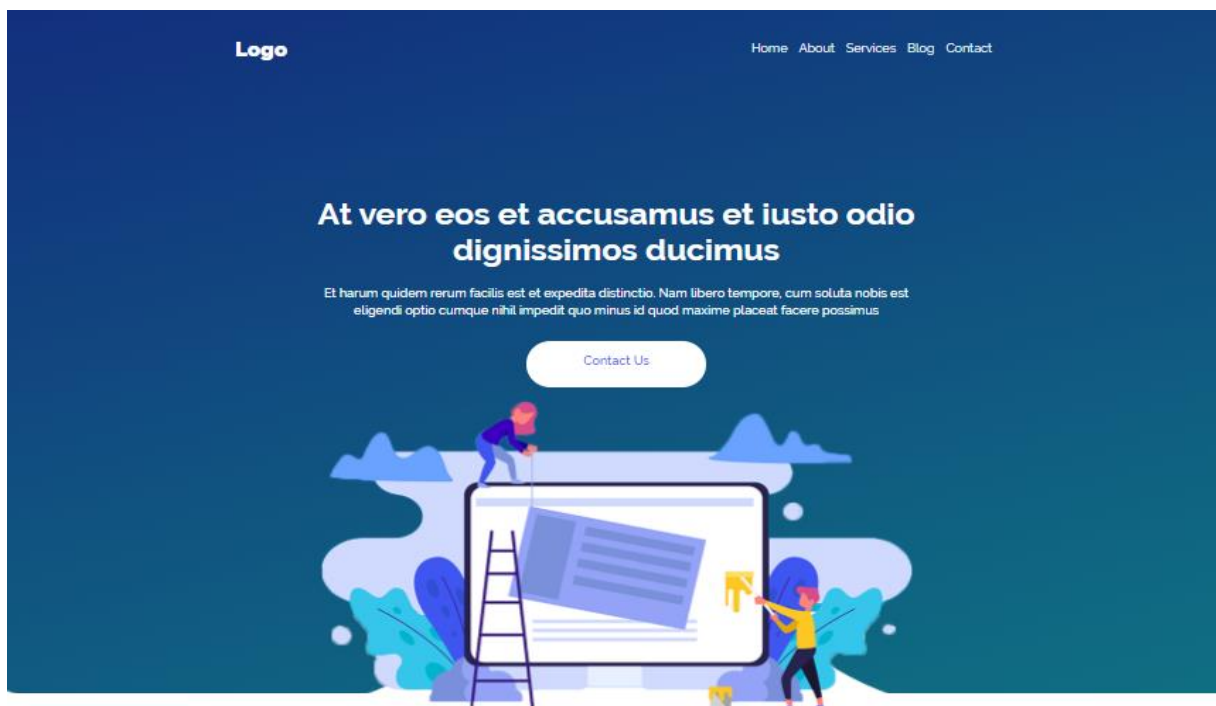 Logo
Home About Services Blog Contact
At vero eos et accusamus et iusto odio
dignissimos ducimus
Et harum quidem rerum facilis est et expedita distinctio. Nam libero tempore, cum soluta nobis est
eligendi optio cumque nihil impedit quo minus id quod maxime placeat facere possimus
Contact Us